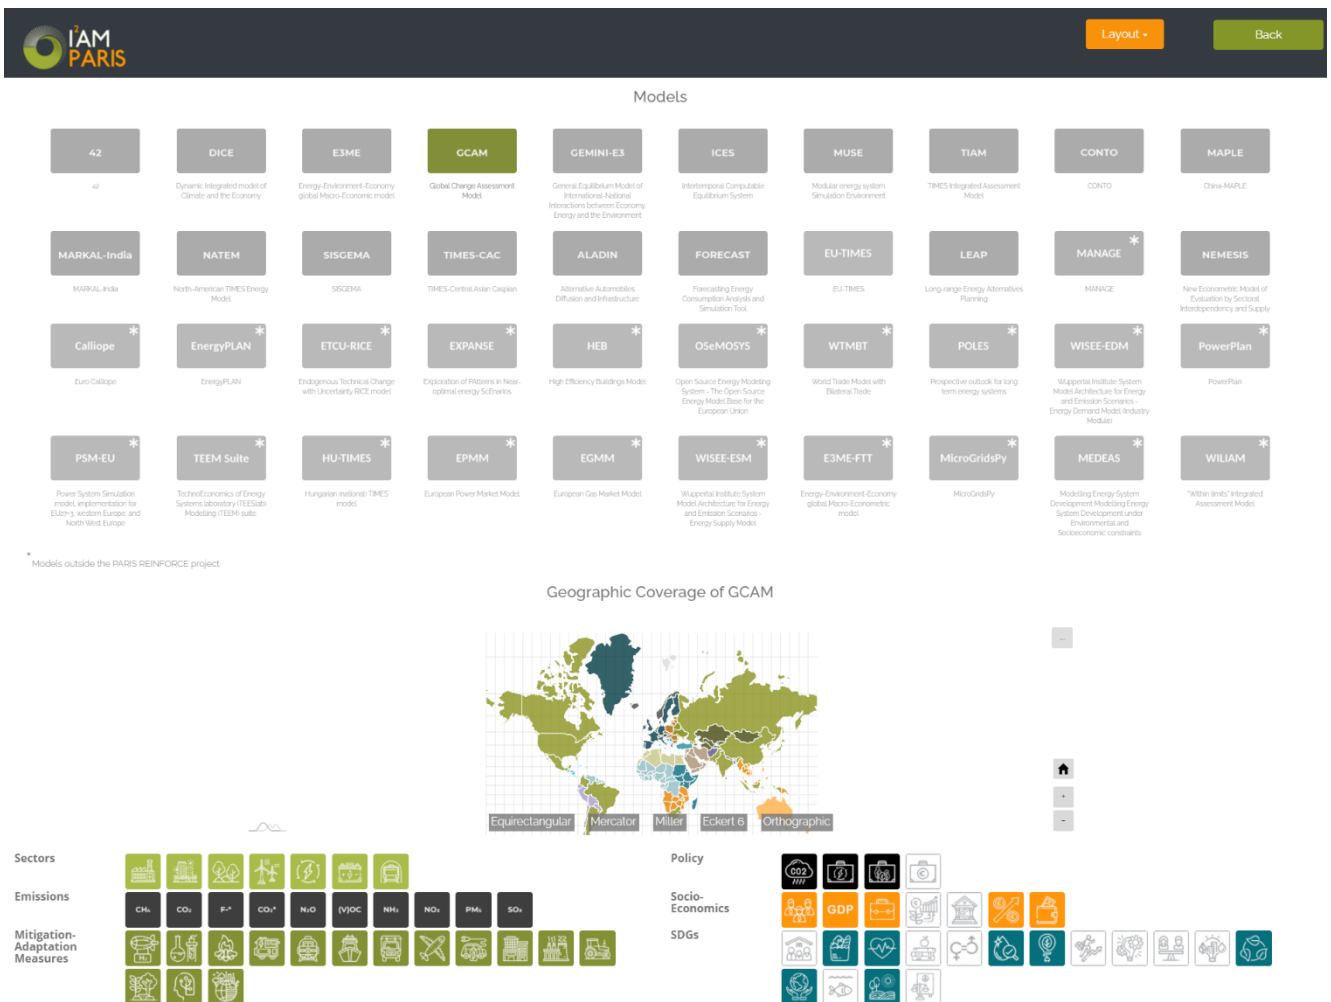 I²AM
PARIS
Layout
Back
Models
42
DICE
E3ME
GCAM
GEMINI-E3
ICES
MUSE
TIAM
CONTO
MAPLE
42
Dynamic Integrated model of
Climate and the Economy
Energy-Environment-Economy
global Macro-Economic model
Global Change Assessment
Model
General Equilibrium Model of
International-National
Interactions between Economy,
Energy and the Environment
Intertemporal Computable
Equilibrium System
Modular energy system
Simulation Environment
TIMES Integrated Assessment
Model
CONTO
China-MAPLE
MARKAL-India
NATEM
SISGEMA
TIMES-CAC
ALADIN
FORECAST
EU-TIMES
LEAP
MANAGE *
NEMESIS
MARKAL-India
North-American TIMES Energy
Model
SISGEMA
TIMES-Central Asian Caspian
Alternative Automobiles
Diffusion and Infrastructure
Forecasting Energy
Consumption Analysis and
Simulation Tool
EU-TIMES
Long-range Energy Alternatives
Planning
MANAGE
New Econometric Model of
Evaluation by Sectoral
Interdependency and Supply
Calliope *
EnergyPLAN *
ETCU-RICE *
EXPANSE *
HEB *
OSeMOSYS *
WTMBT *
POLES *
WISEE-EDM *
PowerPlan *
Euro Calliope
EnergyPLAN
Endogenous Technical Change
with Uncertainty RICE model
EXploration of PAtterns in Near-
optimal energy ScEnarios
High Efficiency Buildings Model
Open Source Energy Modeling
System - The Open Source
Energy Model Base for the
European Union
World Trade Model with
Bilateral Trade
Prospective outlook for long
term energy systems
Wuppertal Institute System
Model Architecture for Energy
and Emission Scenarios -
Energy Demand Model (Industry
Module)
PowerPlan
PSM-EU *
TEEM Suite *
HU-TIMES *
EPMM *
EGMM *
WISEE-ESM *
E3ME-FTT *
MicroGridsPy *
MEDEAS *
WILIAM *
Power System Simulation
model, implementation for
EU27+3, western Europe, and
North West Europe
TechnoEconomics of Energy
Systems laboratory (TEESlab)
Modelling (TEEM) suite
Hungarian (national) TIMES
model
European Power Market Model
European Gas Market Model
Wuppertal Institute System
Model Architecture for Energy
and Emission Scenarios -
Energy Supply Model
Energy-Environment-Economy
global Macro-Econometric
model
MicroGridsPy
Modelling Energy System
Development Modelling Energy
System Development under
Environmental and
Socioeconomic constraints
"Within limits" Integrated
Assessment Model
* Models outside the PARIS REINFORCE project
Geographic Coverage of GCAM
...
+
-
Equirectangular
Mercator
Miller
Eckert 6
Orthographic
Sectors
Emissions
CH₄
CO₂
F-*
CO₂*
N₂O
(V)OC
NH₃
NOₓ
PM₅
SOₓ
Mitigation-
Adaptation
Measures
H₂
Policy
CO2
Socio-
Economics
GDP
SDGs